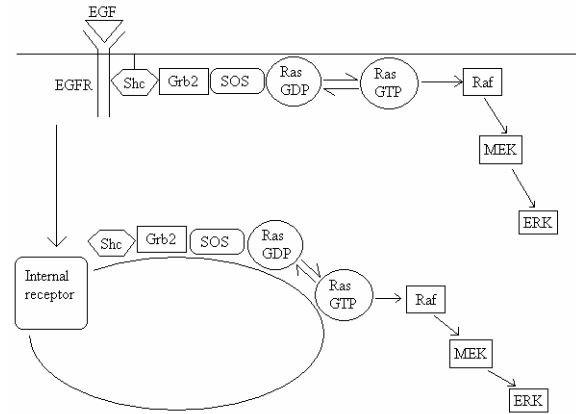 EGF
EGFR
Shc
Grb2
SOS
Ras
GDP
Ras
GTP
Raf
MEK
ERK
Shc
Grb2
SOS
Ras
GDP
Internal
receptor
Ras
GTP
Raf
MEK
ERK